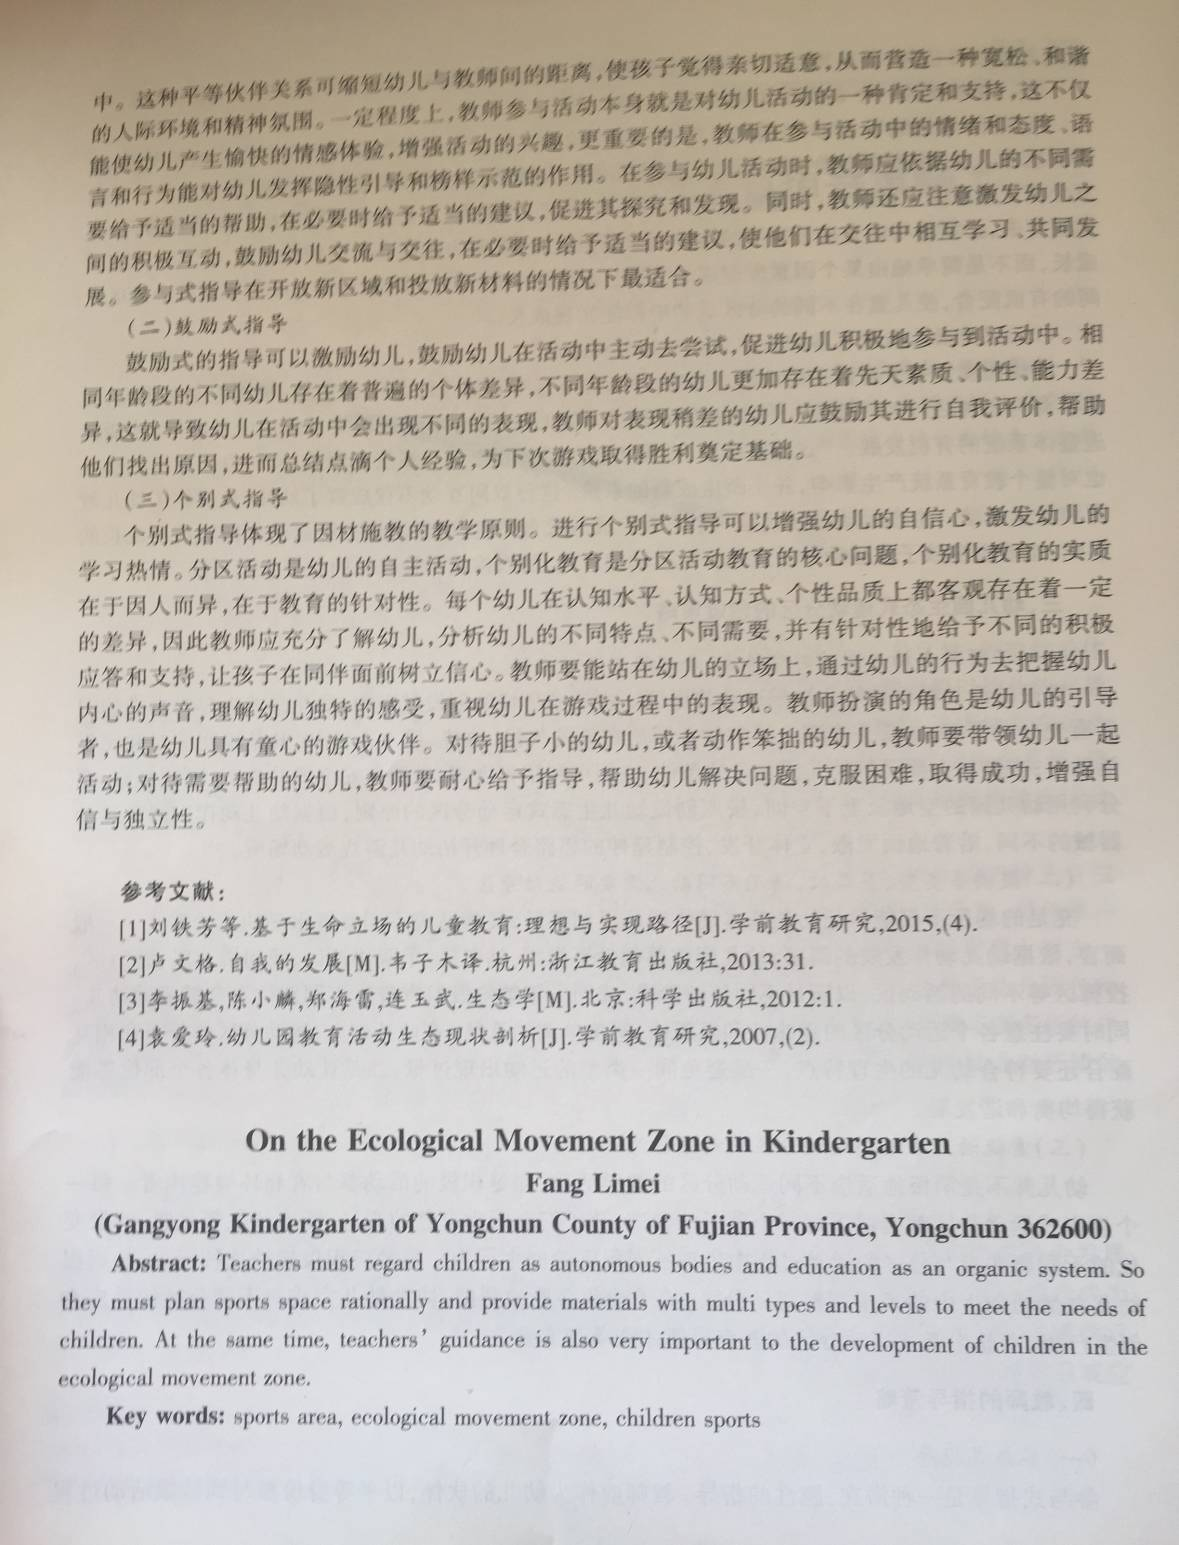 中。这种平等伙伴关系可缩短幼儿与教师间的距离,使孩子觉得亲切适意,从而营造一种宽松、和谐
的人际环境和精神氛围。一定程度上,教师参与活动本身就是对幼儿活动的一种肯定和支持,这不仅
能使幼儿产生愉快的情感体验,增强活动的兴趣,更重要的是,教师在参与活动中的情绪和态度、语
言和行为能对幼儿发挥隐性引导和榜样示范的作用。在参与幼儿活动时,教师应依据幼儿的不同需
要给予适当的帮助,在必要时给予适当的建议,促进其探究和发现。同时,教师还应注意激发幼儿之
间的积极互动,鼓励幼儿交流与交往,在必要时给予适当的建议,使他们在交往中相互学习、共同发
展。参与式指导在开放新区域和投放新材料的情况下最适合。
(二)鼓励式指导
鼓励式的指导可以激励幼儿,鼓励幼儿在活动中主动去尝试,促进幼儿积极地参与到活动中。相
同年龄段的不同幼儿存在着普遍的个体差异,不同年龄段的幼儿更加存在着先天素质、个性、能力差
异,这就导致幼儿在活动中会出现不同的表现,教师对表现稍差的幼儿应鼓励其进行自我评价,帮助
他们找出原因,进而总结点滴个人经验,为下次游戏取得胜利奠定基础。
(三)个别式指导
个别式指导体现了因材施教的教学原则。进行个别式指导可以增强幼儿的自信心,激发幼儿的
学习热情。分区活动是幼儿的自主活动,个别化教育是分区活动教育的核心问题,个别化教育的实质
在于因人而异,在于教育的针对性。每个幼儿在认知水平、认知方式、个性品质上都客观存在着一定
的差异,因此教师应充分了解幼儿,分析幼儿的不同特点、不同需要,并有针对性地给予不同的积极
应答和支持,让孩子在同伴面前树立信心。教师要能站在幼儿的立场上,通过幼儿的行为去把握幼儿
内心的声音,理解幼儿独特的感受,重视幼儿在游戏过程中的表现。教师扮演的角色是幼儿的引导
者,也是幼儿具有童心的游戏伙伴。对待胆子小的幼儿,或者动作笨拙的幼儿,教师要带领幼儿一起
活动;对待需要帮助的幼儿,教师要耐心给予指导,帮助幼儿解决问题,克服困难,取得成功,增强自
信与独立性。
参考文献:
[1]刘铁芳等.基于生命立场的儿童教育:理想与实现路径[J].学前教育研究,2015,(4).
[2]卢文格.自我的发展[M].韦子木译.杭州:浙江教育出版社,2013:31.
[3]李振基,陈小麟,郑海雷,连玉武.生态学[M].北京:科学出版社,2012:1.
[4]袁爱玲.幼儿园教育活动生态现状剖析[J].学前教育研究,2007,(2).
On the Ecological Movement Zone in Kindergarten
Fang Limei
(Gangyong Kindergarten of Yongchun County of Fujian Province, Yongchun 362600)
Abstract: Teachers must regard children as autonomous bodies and education as an organic system. So
they must plan sports space rationally and provide materials with multi types and levels to meet the needs of
children. At the same time, teachers' guidance is also very important to the development of children in the
ecological movement zone.
Key words: sports area, ecological movement zone, children sports